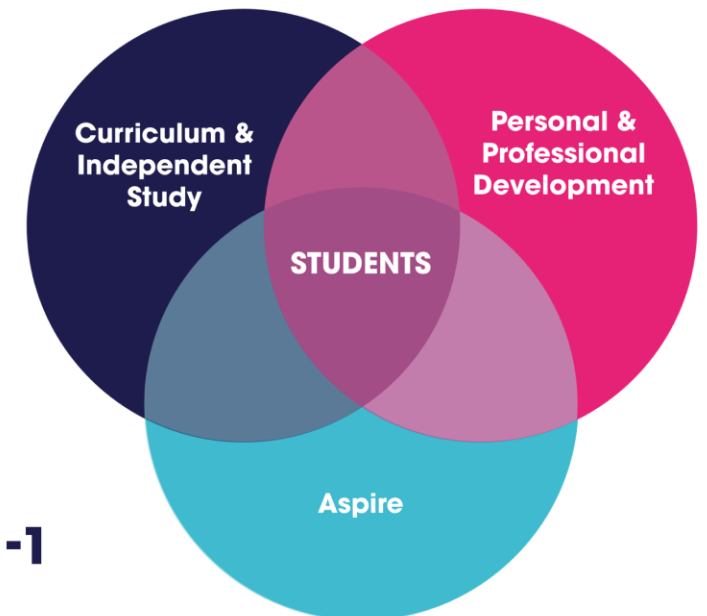 Curriculum &
Independent
Study
Personal &
Professional
Development
STUDENTS
Aspire
-1